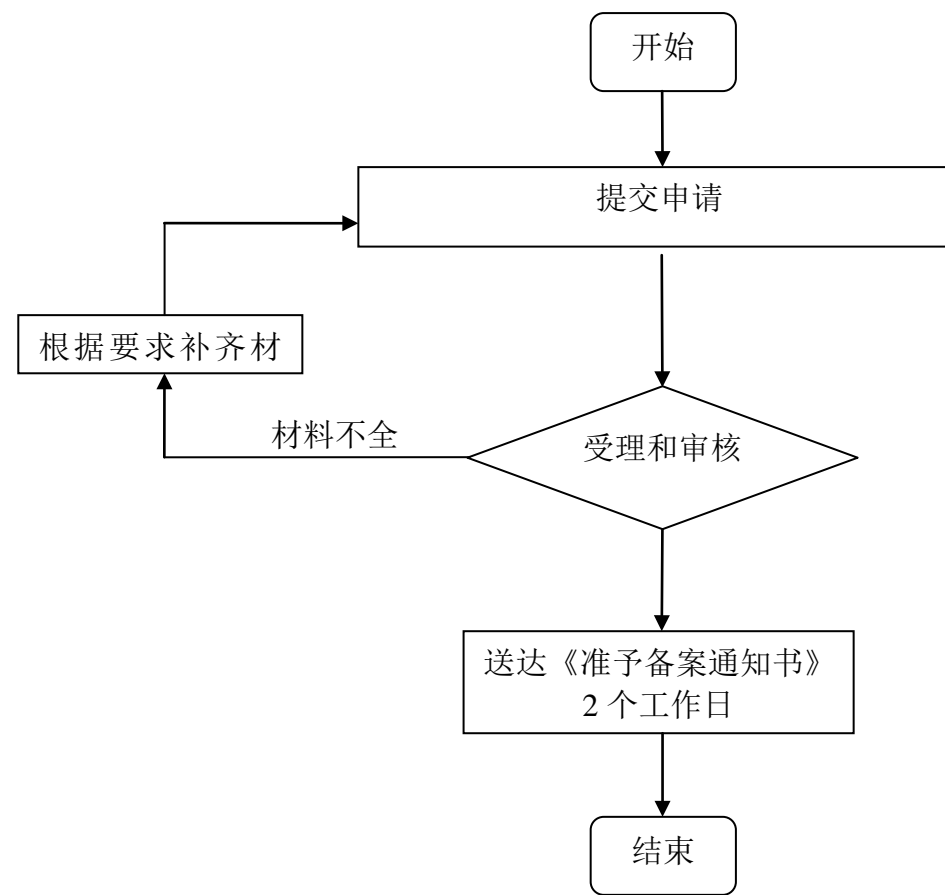 开始
提交申请
根据要求补齐材
材料不全
受理和审核
送达《准予备案通知书》
2 个工作日
结束